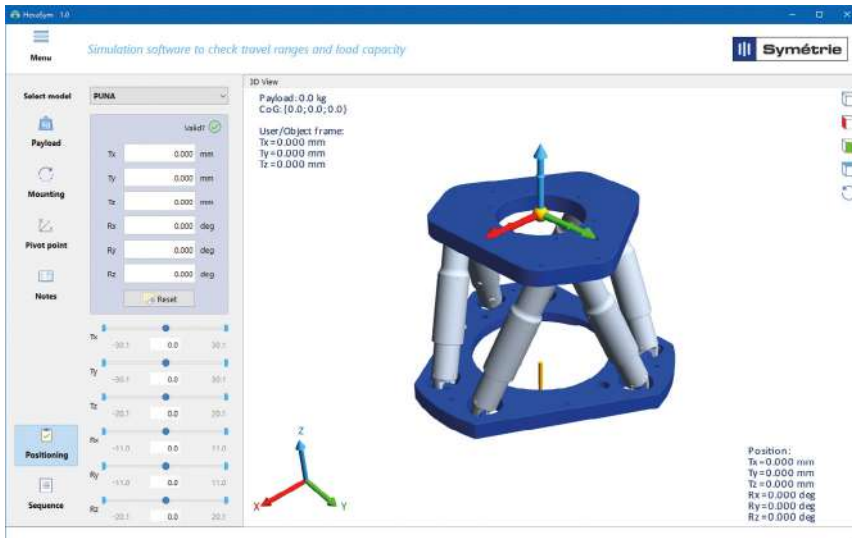 HexaSym 1.0
Menu
Simulation software to check travel ranges and load capacity
Symétrie
Select model
PUNA
Payload
Mounting
Pivot point
Notes
Positioning
Sequence
Valid?
Tx 0.000 mm
Ty 0.000 mm
Tz 0.000 mm
Rx 0.000 deg
Ry 0.000 deg
Rz 0.000 deg
Reset
Tx -30.1 0.0 30.1
Ty -30.1 0.0 30.1
Tz -20.1 0.0 20.1
Rx -11.0 0.0 11.0
Ry -11.0 0.0 11.0
Rz -20.1 0.0 20.1
3D View
Payload: 0.0 kg
CoG: {0.0; 0.0; 0.0}
User/Object frame:
Tx=0.000 mm
Ty=0.000 mm
Tz=0.000 mm
Z
X
Y
Position:
Tx=0.000 mm
Ty=0.000 mm
Tz=0.000 mm
Rx=0.000 deg
Ry=0.000 deg
Rz=0.000 deg